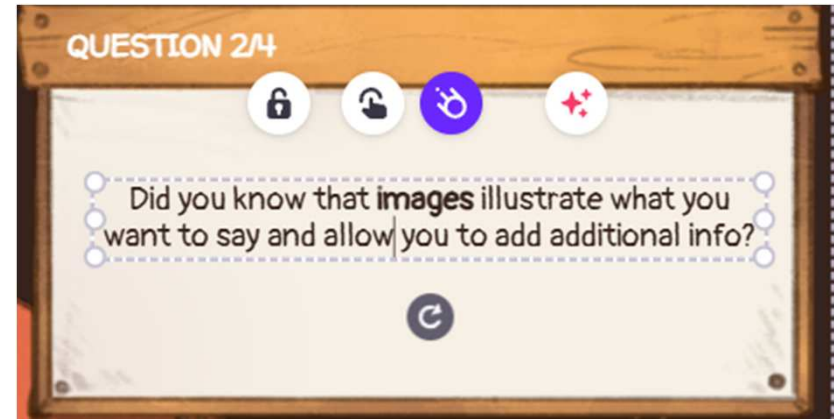 QUESTION 2/4
Did you know that images illustrate what you
want to say and allow you to add additional info?